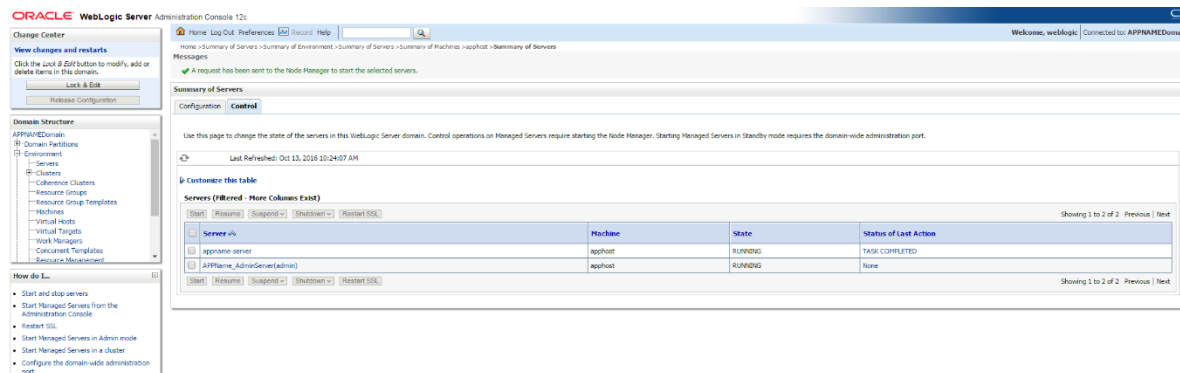 ORACLE WebLogic Server Administration Console 12c
Change Center
View changes and restarts
Click the Lock & Edit button to modify, add or
delete items in this domain.
Lock & Edit
Release Configuration
Domain Structure
APPNAMEDomain
Domain Partitions
Environment
Servers
Clusters
Coherence Clusters
Resource Groups
Resource Group Templates
Machines
Virtual Hosts
Virtual Targets
Work Managers
Concurrent Templates
Resource Management
How do I...
Start and stop servers
Start Managed Servers from the
Administration Console
Restart SSL
Start Managed Servers in Admin mode
Start Managed Servers in a cluster
Configure the domain-wide administration
port
Home Log Out Preferences Record Help
Welcome, weblogic Connected to: APPNAMEDoma
Home >Summary of Servers >Summary of Environment >Summary of Servers >Summary of Machines >apphost >Summary of Servers
Messages
A request has been sent to the Node Manager to start the selected servers.
Summary of Servers
Configuration Control
Use this page to change the state of the servers in this WebLogic Server domain. Control operations on Managed Servers require starting the Node Manager. Starting Managed Servers in Standby mode requires the domain-wide administration port.
Last Refreshed: Oct 13, 2016 10:24:07 AM
Customize this table
Servers (Filtered - More Columns Exist)
Start Resume Suspend Shutdown Restart SSL Showing 1 to 2 of 2 Previous | Next
Server Machine State Status of Last Action
appname-server apphost RUNNING TASK COMPLETED
APPName_AdminServer(admin) apphost RUNNING None
Start Resume Suspend Shutdown Restart SSL Showing 1 to 2 of 2 Previous | Next